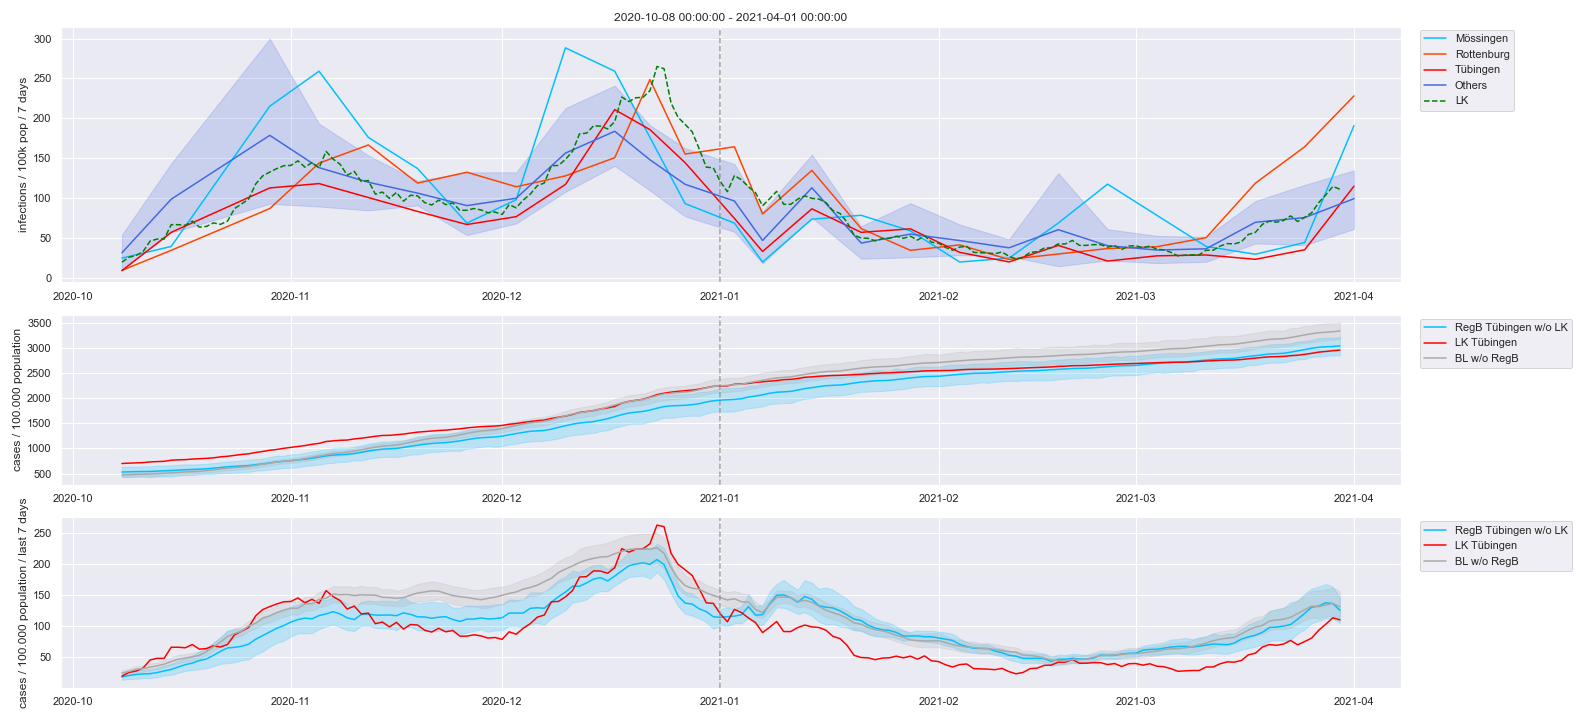 2020-10-08 00:00:00 - 2021-04-01 00:00:00
infections / 100k pop / 7 days
300
250
200
150
100
50
0
2020-10 2020-11 2020-12 2021-01 2021-02 2021-03 2021-04
Mössingen
Rottenburg
Tübingen
Others
LK
cases / 100.0000 population
3500
3000
2500
2000
1500
1000
500
2020-10 2020-11 2020-12 2021-01 2021-02 2021-03 2021-04
RegB Tübingen w/o LK
LK Tübingen
BL w/o RegB
cases / 100.0000 population / last 7 days
250
200
150
100
50
2020-10 2020-11 2020-12 2021-01 2021-02 2021-03 2021-04
RegB Tübingen w/o LK
LK Tübingen
BL w/o RegB